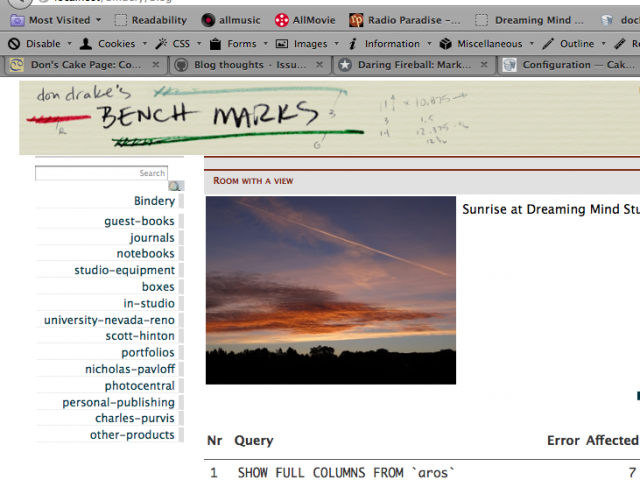 Most Visited
Readability
allmusic
AllMovie
Radio Paradise –...
Dreaming Mind ...
Disable
Cookies
CSS
Forms
Images
Information
Miscellaneous
Outline
Don's Cake Page: Co...
Blog thoughts – Issu...
Daring Fireball: Mark...
Configuration — Cak...
don drake's
BENCH MARKS
Search
ROOM WITH A VIEW
Bindery
guest-books
journals
notebooks
studio-equipment
boxes
in-studio
university-nevada-reno
scott-hinton
portfolios
nicholas-pavloff
photocentral
personal-publishing
charles-purvis
other-products
Sunrise at Dreaming Mind Stu
Nr Query Error Affected
1 SHOW FULL COLUMNS FROM `aros` 7